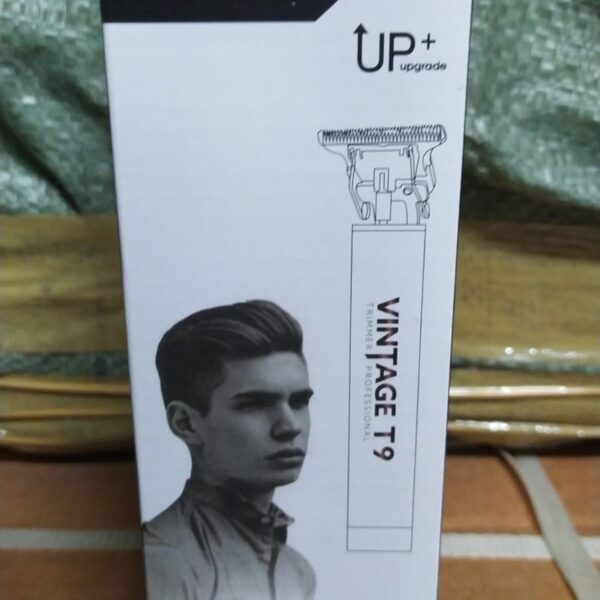 UP+
upgrade
VINTAGE T9
TRIMMER PROFESSIONAL